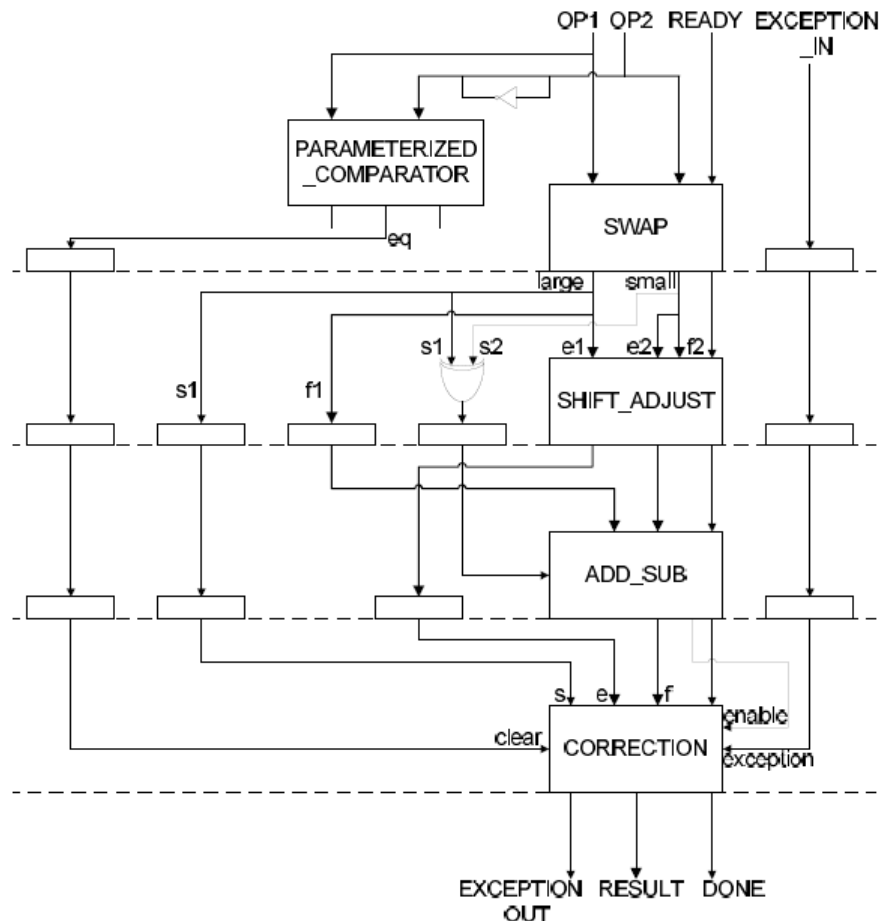 OP1 OP2 READY EXCEPTION
_IN
PARAMETERIZED
_COMPARATOR
SWAP
eq
large small
s1 s2 e1 e2 f2
s1 f1 SHIFT_ADJUST
ADD_SUB
s e f
enable
clear CORRECTION
exception
EXCEPTION RESULT DONE
OUT